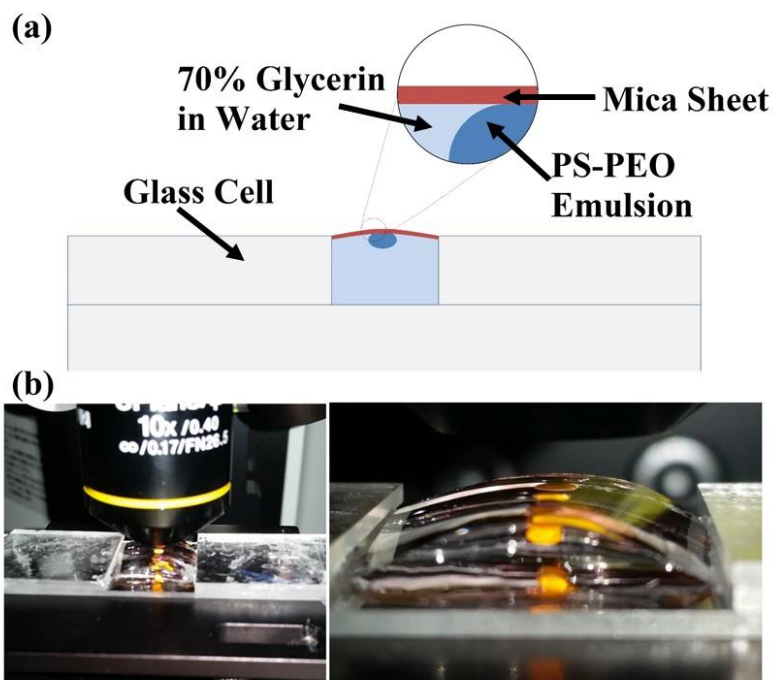 (a)
70% Glycerin
in Water
Mica Sheet
PS-PEO
Emulsion
Glass Cell
(b)
10x/0.40
∞/0.17/FN26.5